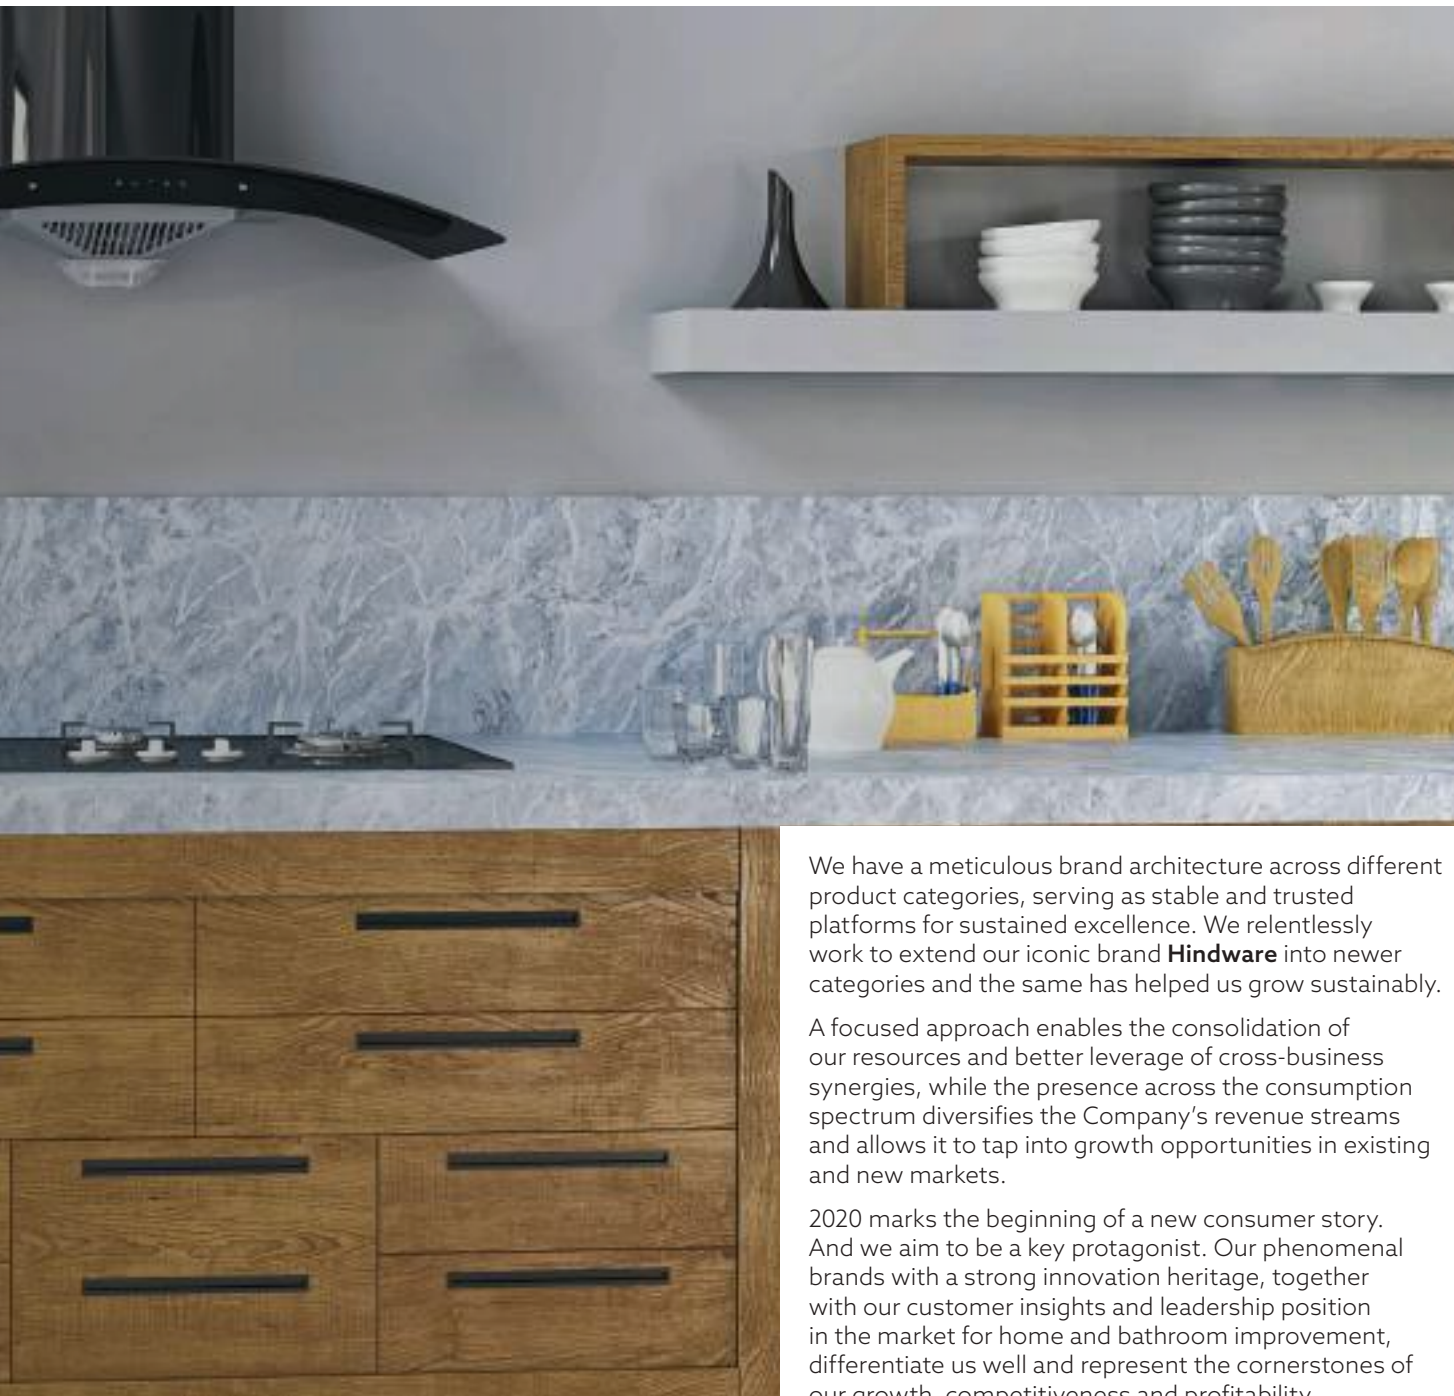 We have a meticulous brand architecture across different
product categories, serving as stable and trusted
platforms for sustained excellence. We relentlessly
work to extend our iconic brand Hindware into newer
categories and the same has helped us grow sustainably.
A focused approach enables the consolidation of
our resources and better leverage of cross-business
synergies, while the presence across the consumption
spectrum diversifies the Company’s revenue streams
and allows it to tap into growth opportunities in existing
and new markets.
2020 marks the beginning of a new consumer story.
And we aim to be a key protagonist. Our phenomenal
brands with a strong innovation heritage, together
with our customer insights and leadership position
in the market for home and bathroom improvement,
differentiate us well and represent the cornerstones of
our growth, competitiveness and profitability